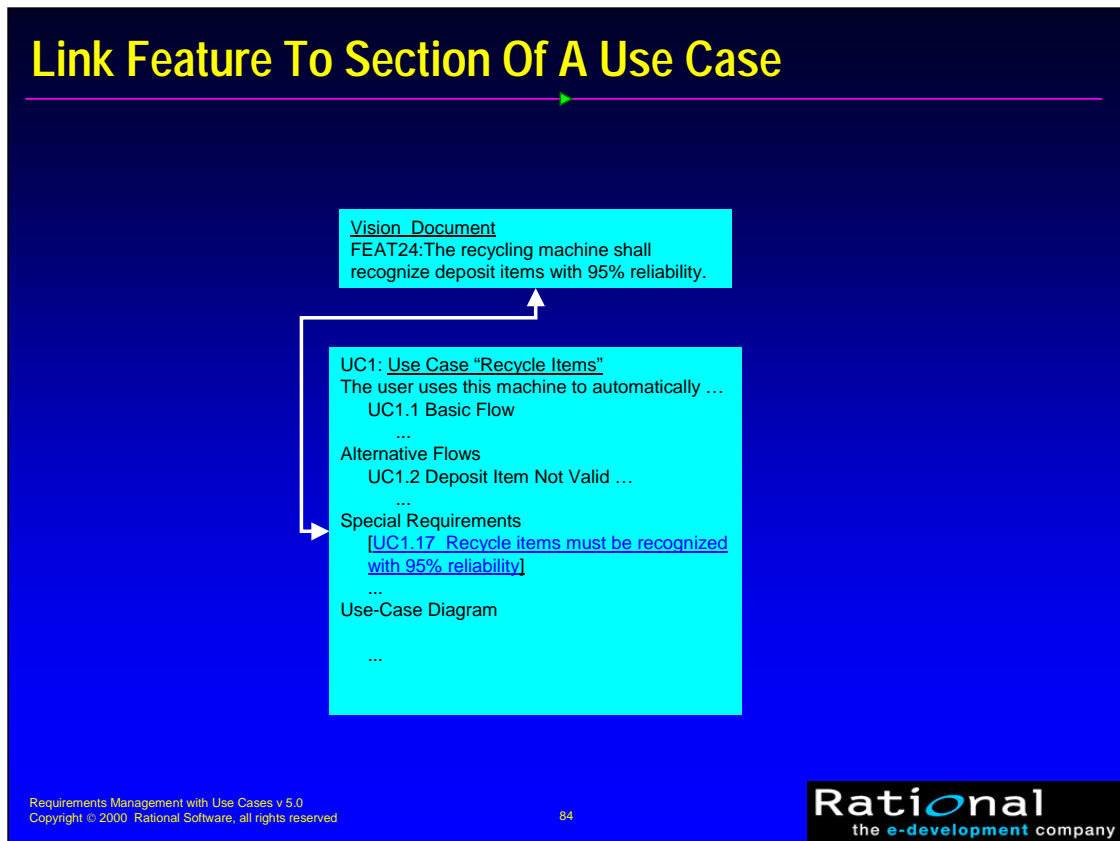 Link Feature To Section Of A Use Case
Vision Document
FEAT24:The recycling machine shall
recognize deposit items with 95% reliability.
UC1: Use Case “Recycle Items”
The user uses this machine to automatically …
UC1.1 Basic Flow
...
Alternative Flows
UC1.2 Deposit Item Not Valid …
...
Special Requirements
[UC1.17 Recycle items must be recognized
with 95% reliability]
...
Use-Case Diagram
...
Requirements Management with Use Cases v 5.0
Copyright © 2000 Rational Software, all rights reserved
84
Rational
the e-development company